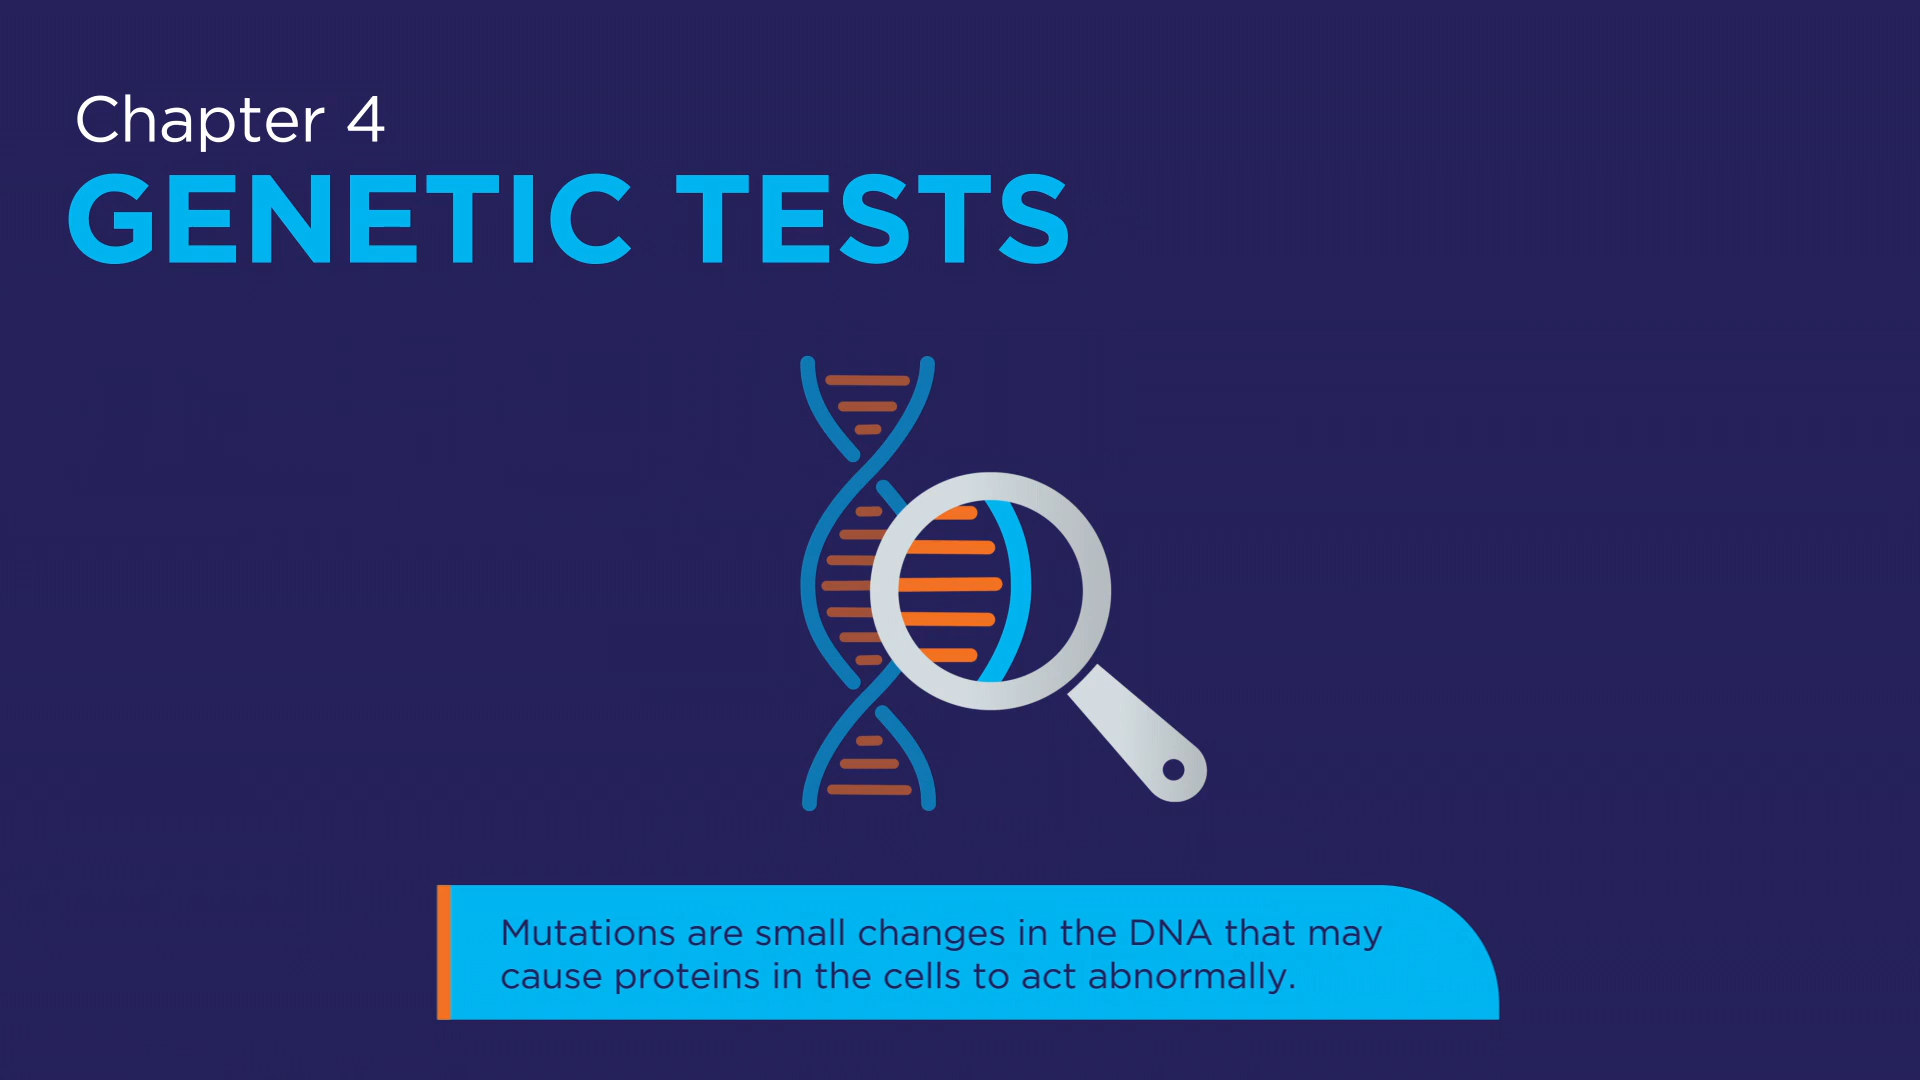 Chapter 4
GENETIC TESTS
Mutations are small changes in the DNA that may
cause proteins in the cells to act abnormally.